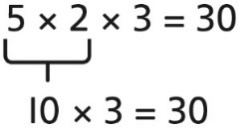 5 × 2 × 3 = 30
10 × 3 = 30